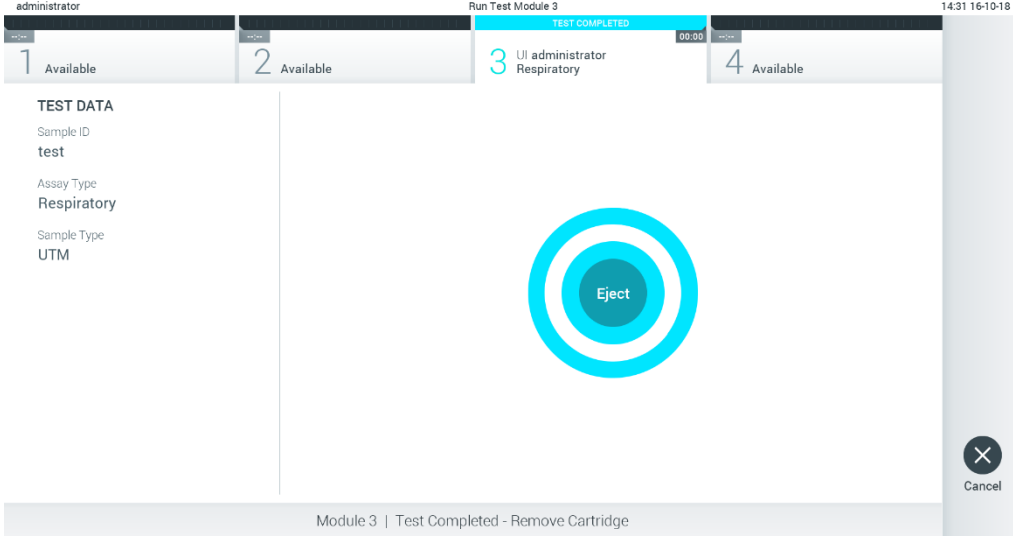 administrator
Run Test Module 3
14:31 16-10-18
TEST COMPLETED
--:--
--:--
00:00
--:--
1 Available
2 Available
3 UI administrator
Respiratory
4 Available
TEST DATA
Sample ID
test
Assay Type
Respiratory
Sample Type
UTM
Eject
Cancel
Module 3 | Test Completed - Remove Cartridge